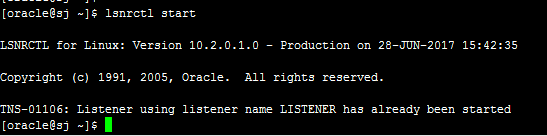 [oracle@sj ~]$ lsnrctl start
LSNRCTL for Linux: Version 10.2.0.1.0 - Production on 28-JUN-2017 15:42:35
Copyright (c) 1991, 2005, Oracle.  All rights reserved.
TNS-01106: Listener using listener name LISTENER has already been started
[oracle@sj ~]$